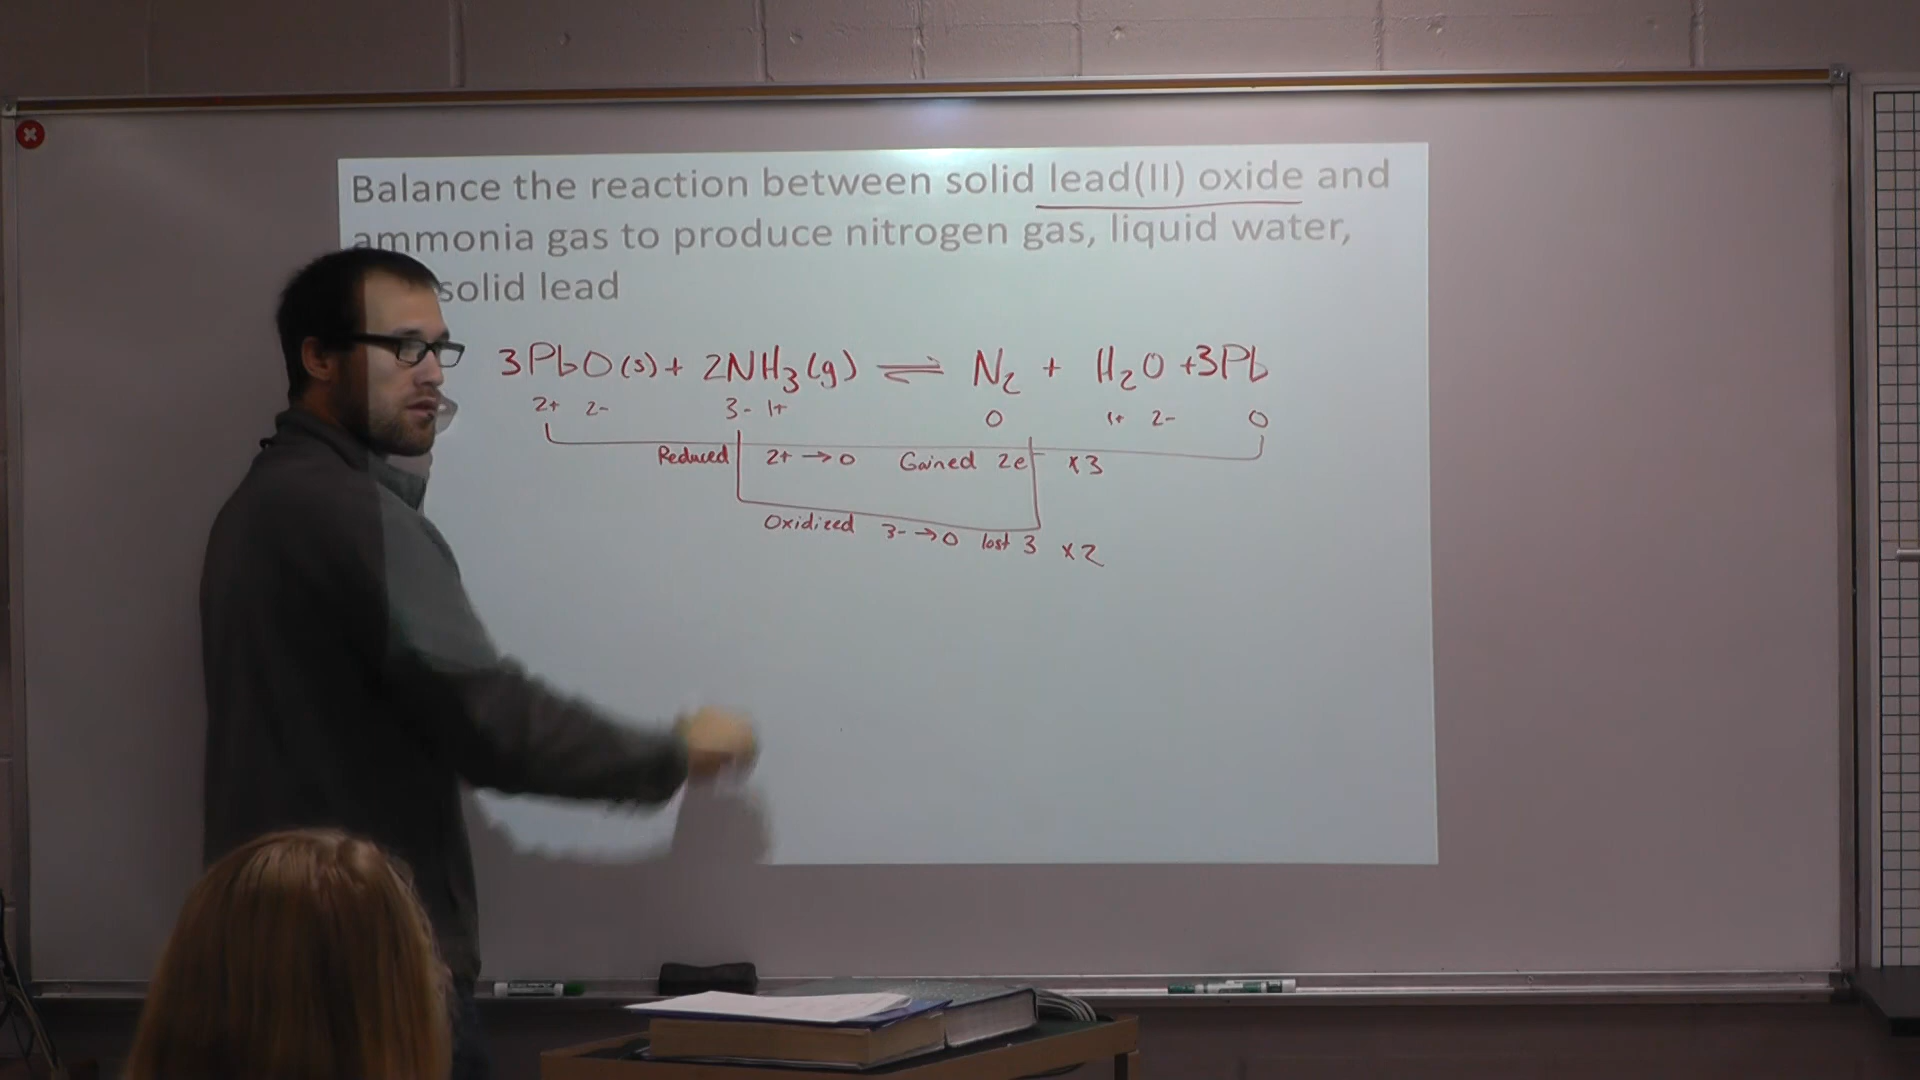 Balance the reaction between solid lead(II) oxide and
ammonia gas to produce nitrogen gas, liquid water,
solid lead
3PbO(s) + 2NH₃(g) ⇌ N₂ + H₂O + 3Pb
2+ 2- 3- 1+ 0 1+ 2- 0
Reduced 2+ → 0 Gained 2e⁻ x3
Oxidized 3- → 0 lost 3 x2